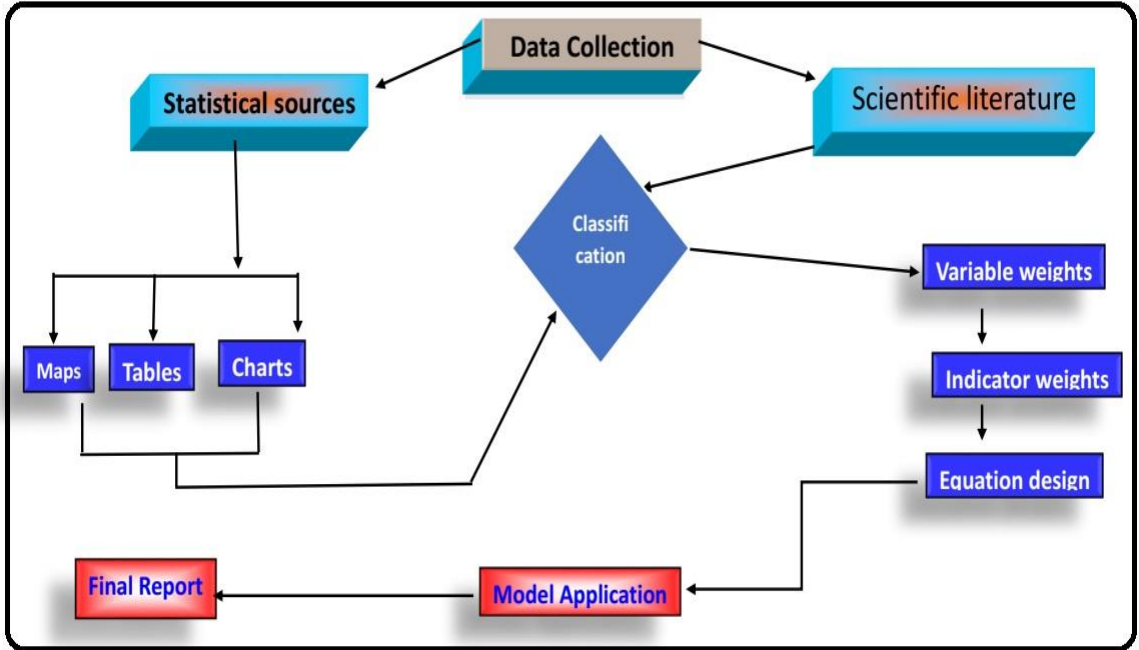 Data Collection
Statistical sources
Scientific literature
Classifi
cation
Variable weights
Maps
Tables
Charts
Indicator weights
Equation design
Final Report
Model Application